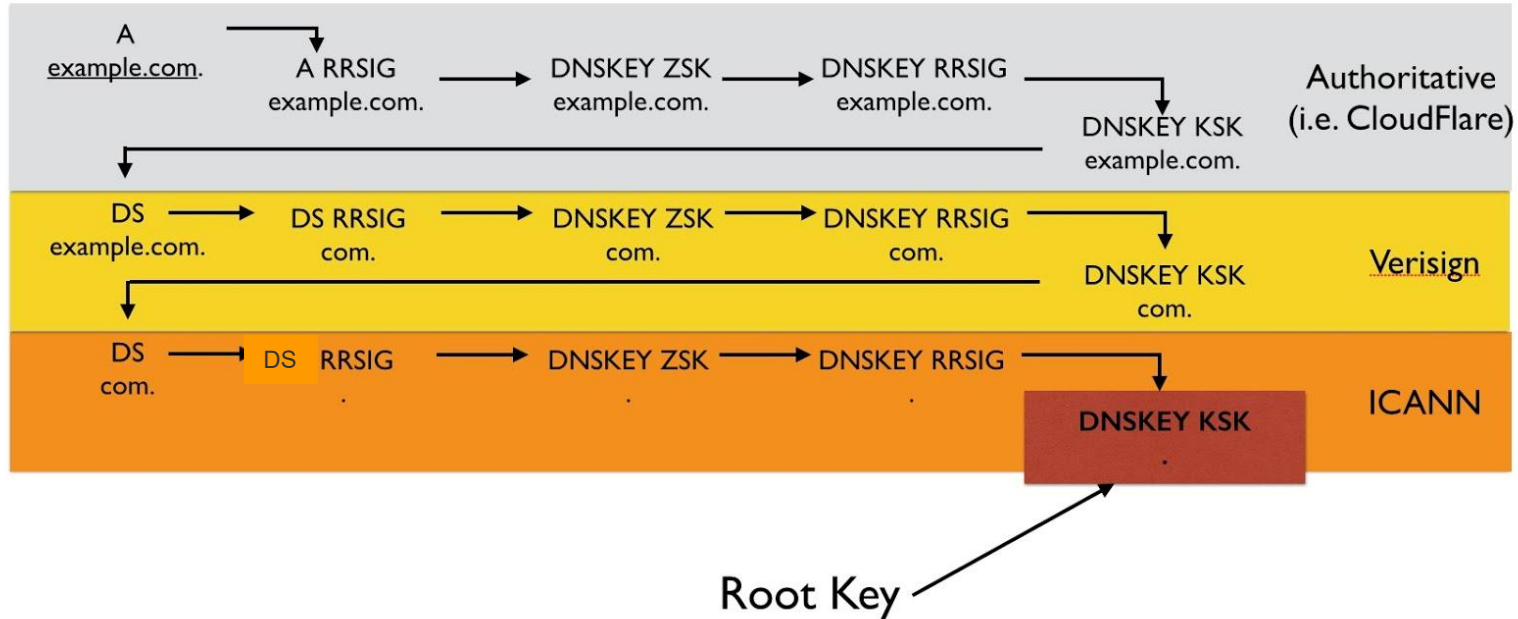 A
example.com.
A RRSIG
example.com.
DNSKEY ZSK
example.com.
DNSKEY RRSIG
example.com.
DNSKEY KSK
example.com.
Authoritative
(i.e. CloudFlare)
DS
example.com.
DS RRSIG
com.
DNSKEY ZSK
com.
DNSKEY RRSIG
com.
DNSKEY KSK
com.
Verisign
DS
com.
DS RRSIG
.
DNSKEY ZSK
.
DNSKEY RRSIG
.
DNSKEY KSK
.
ICANN
Root Key